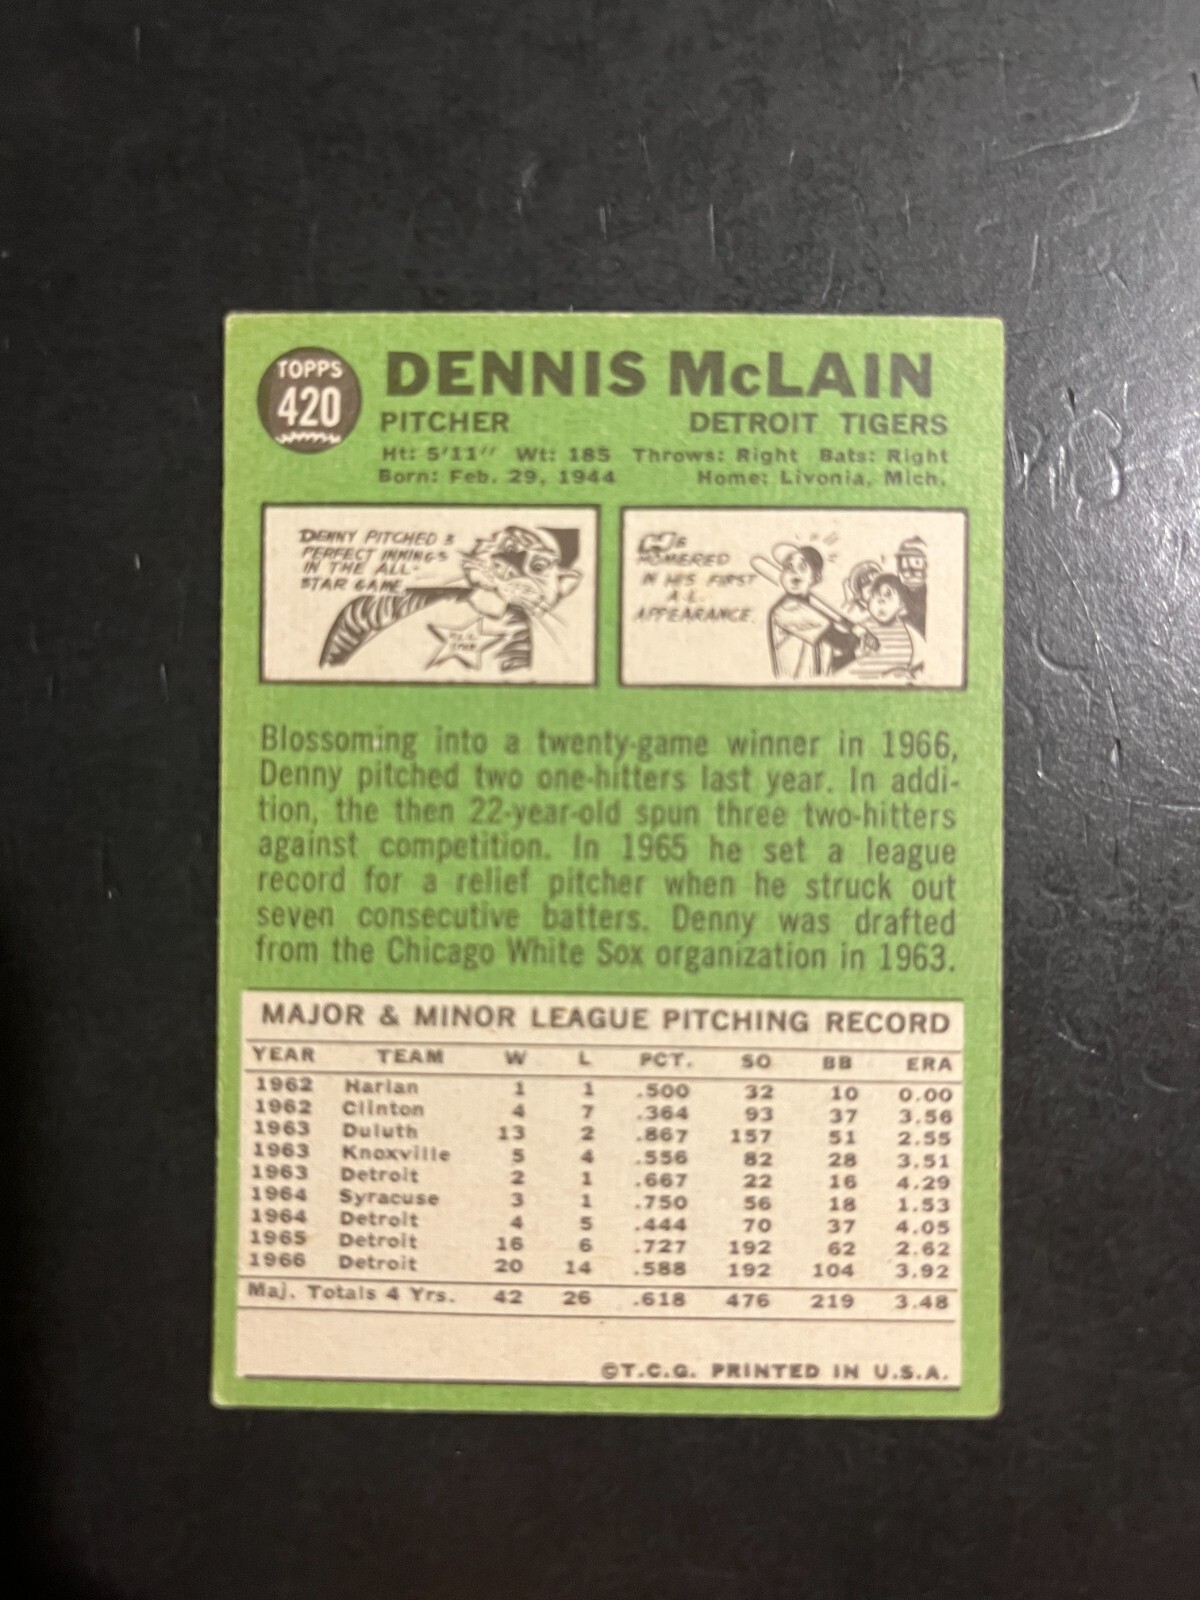 TOPPS
420
DENNIS McLAIN
PITCHER DETROIT TIGERS
Ht: 5'11" Wt: 185 Throws: Right Bats: Right
Born: Feb. 29, 1944 Home: Livonia, Mich.
DENNY PITCHED 3
PERFECT INNINGS
IN THE ALL-
STAR GAME.
HE
HOMERED
IN HIS FIRST
A.L.
APPEARANCE.
Blossoming into a twenty-game winner in 1966,
Denny pitched two one-hitters last year. In addi-
tion, the then 22-year-old spun three two-hitters
against competition. In 1965 he set a league
record for a relief pitcher when he struck out
seven consecutive batters. Denny was drafted
from the Chicago White Sox organization in 1963.
MAJOR & MINOR LEAGUE PITCHING RECORD
YEAR TEAM W L PCT. SO BB ERA
1962 Harlan 1 1 .500 32 10 0.00
1962 Clinton 4 7 .364 93 37 3.56
1963 Duluth 13 2 .867 157 51 2.55
1963 Knoxville 5 4 .556 82 28 3.51
1963 Detroit 2 1 .667 22 16 4.29
1964 Syracuse 3 1 .750 56 18 1.53
1964 Detroit 4 5 .444 70 37 4.05
1965 Detroit 16 6 .727 192 62 2.62
1966 Detroit 20 14 .588 192 104 3.92
Maj. Totals 4 Yrs. 42 26 .618 476 219 3.48
©T.C.G. PRINTED IN U.S.A.